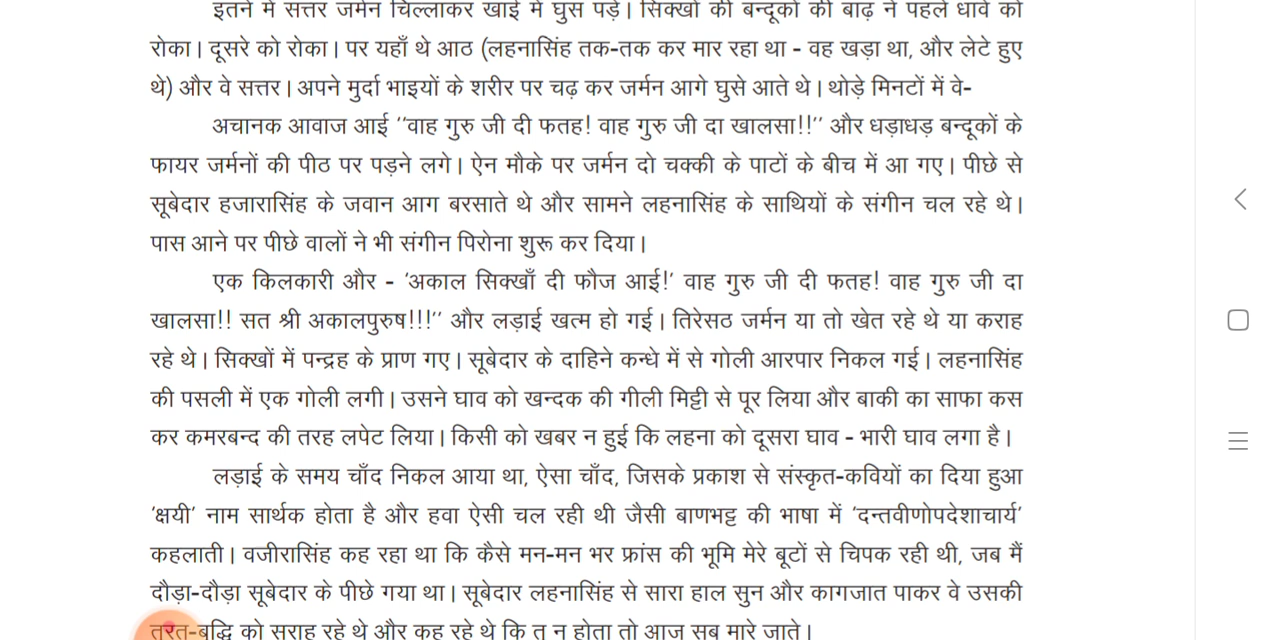 इतने में सत्तर जर्मन चिल्लाकर खाई में घुस पड़े। सिक्खों की बन्दूकों की बाढ़ ने पहले धावे को
रोका। दूसरे को रोका। पर यहाँ थे आठ (लहनासिंह तक-तक कर मार रहा था - वह खड़ा था, और लेटे हुए
थे) और वे सत्तर। अपने मुर्दा भाइयों के शरीर पर चढ़ कर जर्मन आगे घुसे आते थे। थोड़े मिनटों में वे-
अचानक आवाज आई ''वाह गुरु जी दी फतह! वाह गुरु जी दा खालसा!!'' और धड़ाधड़ बन्दूकों के
फायर जर्मनों की पीठ पर पड़ने लगे। ऐन मौके पर जर्मन दो चक्की के पाटों के बीच में आ गए। पीछे से
सूबेदार हजारासिंह के जवान आग बरसाते थे और सामने लहनासिंह के साथियों के संगीन चल रहे थे।
पास आने पर पीछे वालों ने भी संगीन पिरोना शुरू कर दिया।
एक किलकारी और - 'अकाल सिक्खाँ दी फौज आई!' वाह गुरु जी दी फतह! वाह गुरु जी दा
खालसा!! सत श्री अकालपुरुष!!!'' और लड़ाई खत्म हो गई। तिरेसठ जर्मन या तो खेत रहे थे या कराह
रहे थे। सिक्खों में पन्द्रह के प्राण गए। सूबेदार के दाहिने कन्धे में से गोली आरपार निकल गई। लहनासिंह
की पसली में एक गोली लगी। उसने घाव को खन्दक की गीली मिट्टी से पूर लिया और बाकी का साफा कस
कर कमरबन्द की तरह लपेट लिया। किसी को खबर न हुई कि लहना को दूसरा घाव - भारी घाव लगा है।
लड़ाई के समय चाँद निकल आया था, ऐसा चाँद, जिसके प्रकाश से संस्कृत-कवियों का दिया हुआ
'क्षयी' नाम सार्थक होता है और हवा ऐसी चल रही थी जैसी बाणभट्ट की भाषा में 'दन्तवीणोपदेशाचार्य'
कहलाती। वजीरासिंह कह रहा था कि कैसे मन-मन भर फ्रांस की भूमि मेरे बूटों से चिपक रही थी, जब मैं
दौड़ा-दौड़ा सूबेदार के पीछे गया था। सूबेदार लहनासिंह से सारा हाल सुन और कागजात पाकर वे उसकी
तुरत-बुद्धि को सराह रहे थे और कह रहे थे कि तू न होता तो आज सब मारे जाते।